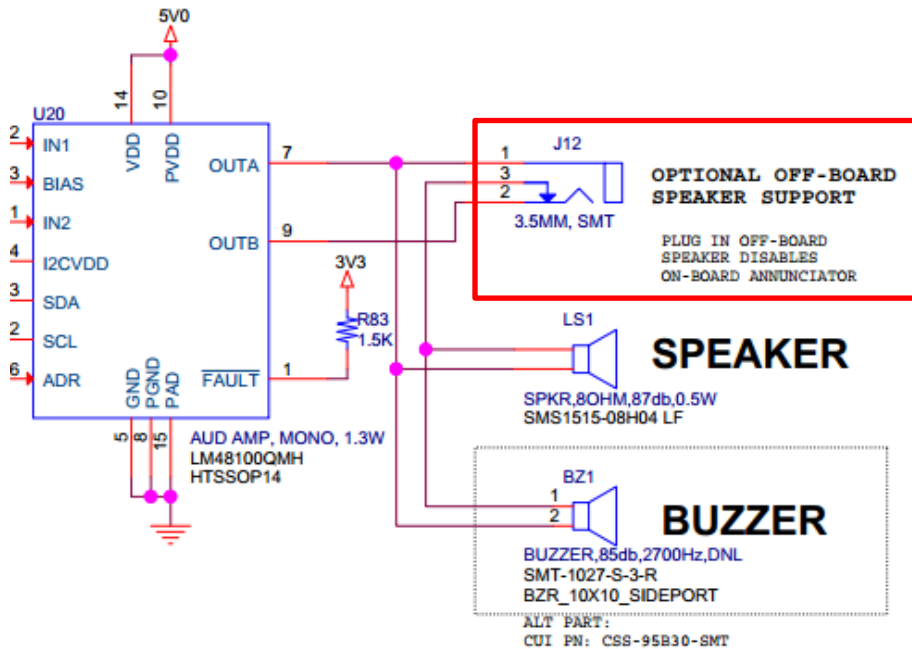 5V0
14
10
U20
2
IN1
VDD
PVDD
OUTA
7
3
BIAS
1
IN2
OUTB
9
4
I2CVDD
3
SDA
2
SCL
6
ADR
GND
PGND
PAD
FAULT
1
5
8
15
3V3
R83
1.5K
AUD AMP, MONO, 1.3W
LM48100QMH
HTSSOP14
J12
1
3
2
3.5MM, SMT
OPTIONAL OFF-BOARD
SPEAKER SUPPORT
PLUG IN OFF-BOARD
SPEAKER DISABLES
ON-BOARD ANNUNCIATOR
LS1
SPEAKER
SPKR,8OHM,87db,0.5W
SMS1515-08H04 LF
BZ1
1
2
BUZZER
BUZZER,85db,2700Hz,DNL
SMT-1027-S-3-R
BZR_10X10_SIDEPORT
ALT PART:
CUI PN: CSS-95B30-SMT